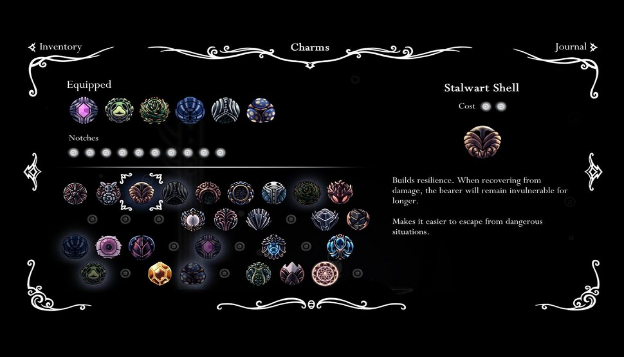 Inventory
Charms
Journal
Equipped
Notches
Stalwart Shell
Cost
Builds resilience. When recovering from
damage, the bearer will remain invulnerable for
longer.
Makes it easier to escape from dangerous
situations.